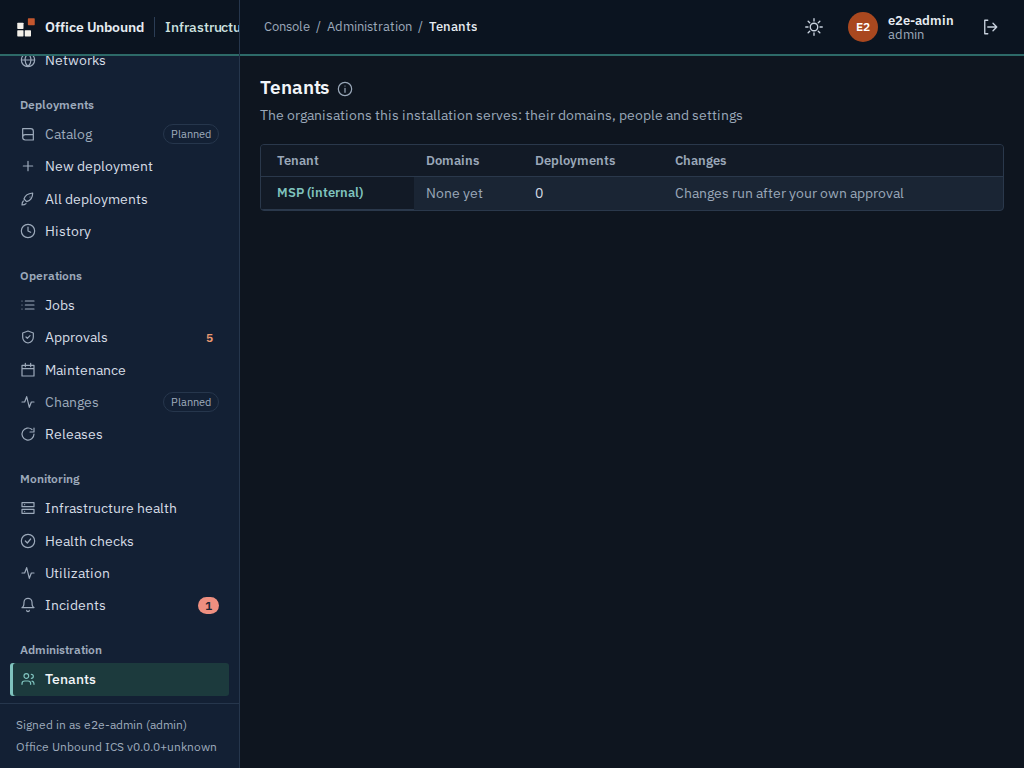 Office Unbound
Infrastructu
Console / Administration / Tenants
E2
e2e-admin
admin
Networks
Deployments
Catalog
Planned
New deployment
All deployments
History
Operations
Jobs
Approvals
5
Maintenance
Changes
Planned
Releases
Monitoring
Infrastructure health
Health checks
Utilization
Incidents
1
Administration
Tenants
Signed in as e2e-admin (admin)
Office Unbound ICS v0.0.0+unknown
Tenants
The organisations this installation serves: their domains, people and settings
Tenant Domains Deployments Changes
MSP (internal) None yet 0 Changes run after your own approval